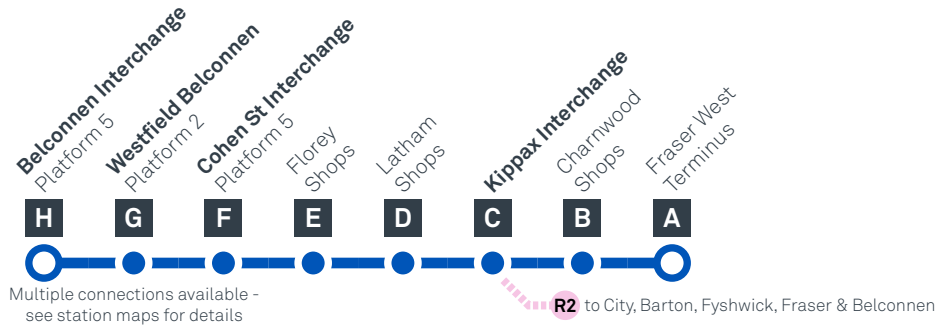 Belconnen Interchange
Platform 5
Westfield Belconnen
Platform 2
Cohen St Interchange
Platform 5
Florey
Shops
Latham
Shops
Kippax Interchange
Charnwood
Shops
Fraser West
Terminus
H
G
F
E
D
C
B
A
Multiple connections available -
see station maps for details
R2 to City, Barton, Fyshwick, Fraser & Belconnen